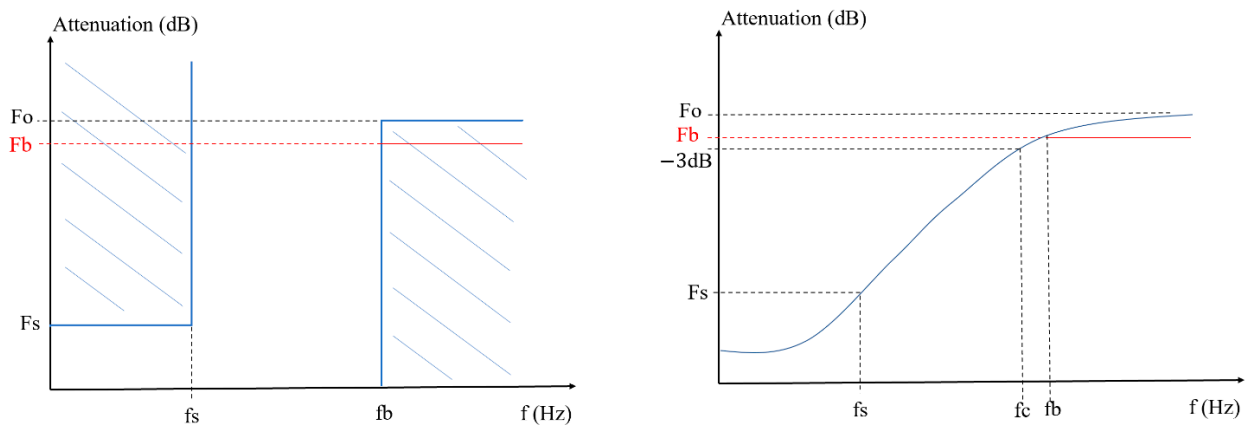 Attenuation (dB)
Fo
Fb
Fs
fs
fb
f (Hz)
Attenuation (dB)
Fo
Fb
−3dB
Fs
fs
fc
fb
f (Hz)